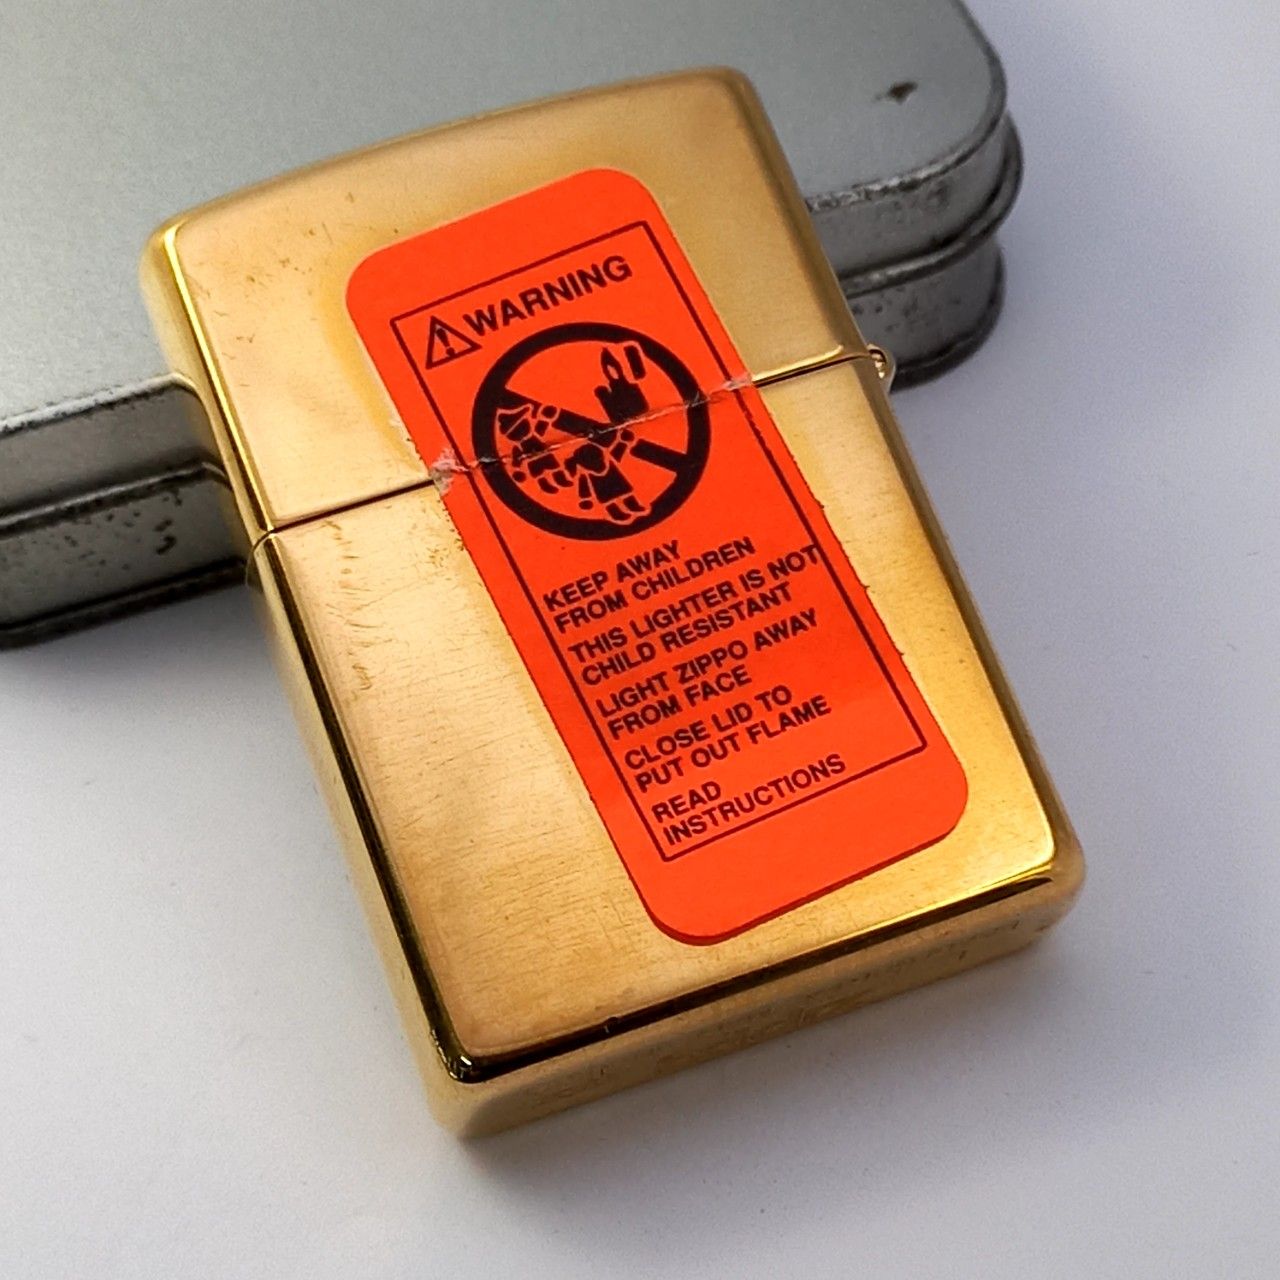 WARNING
KEEP AWAY
FROM CHILDREN
THIS LIGHTER IS NOT
CHILD RESISTANT
LIGHT ZIPPO AWAY
FROM FACE
CLOSE LID TO
PUT OUT FLAME
READ
INSTRUCTIONS